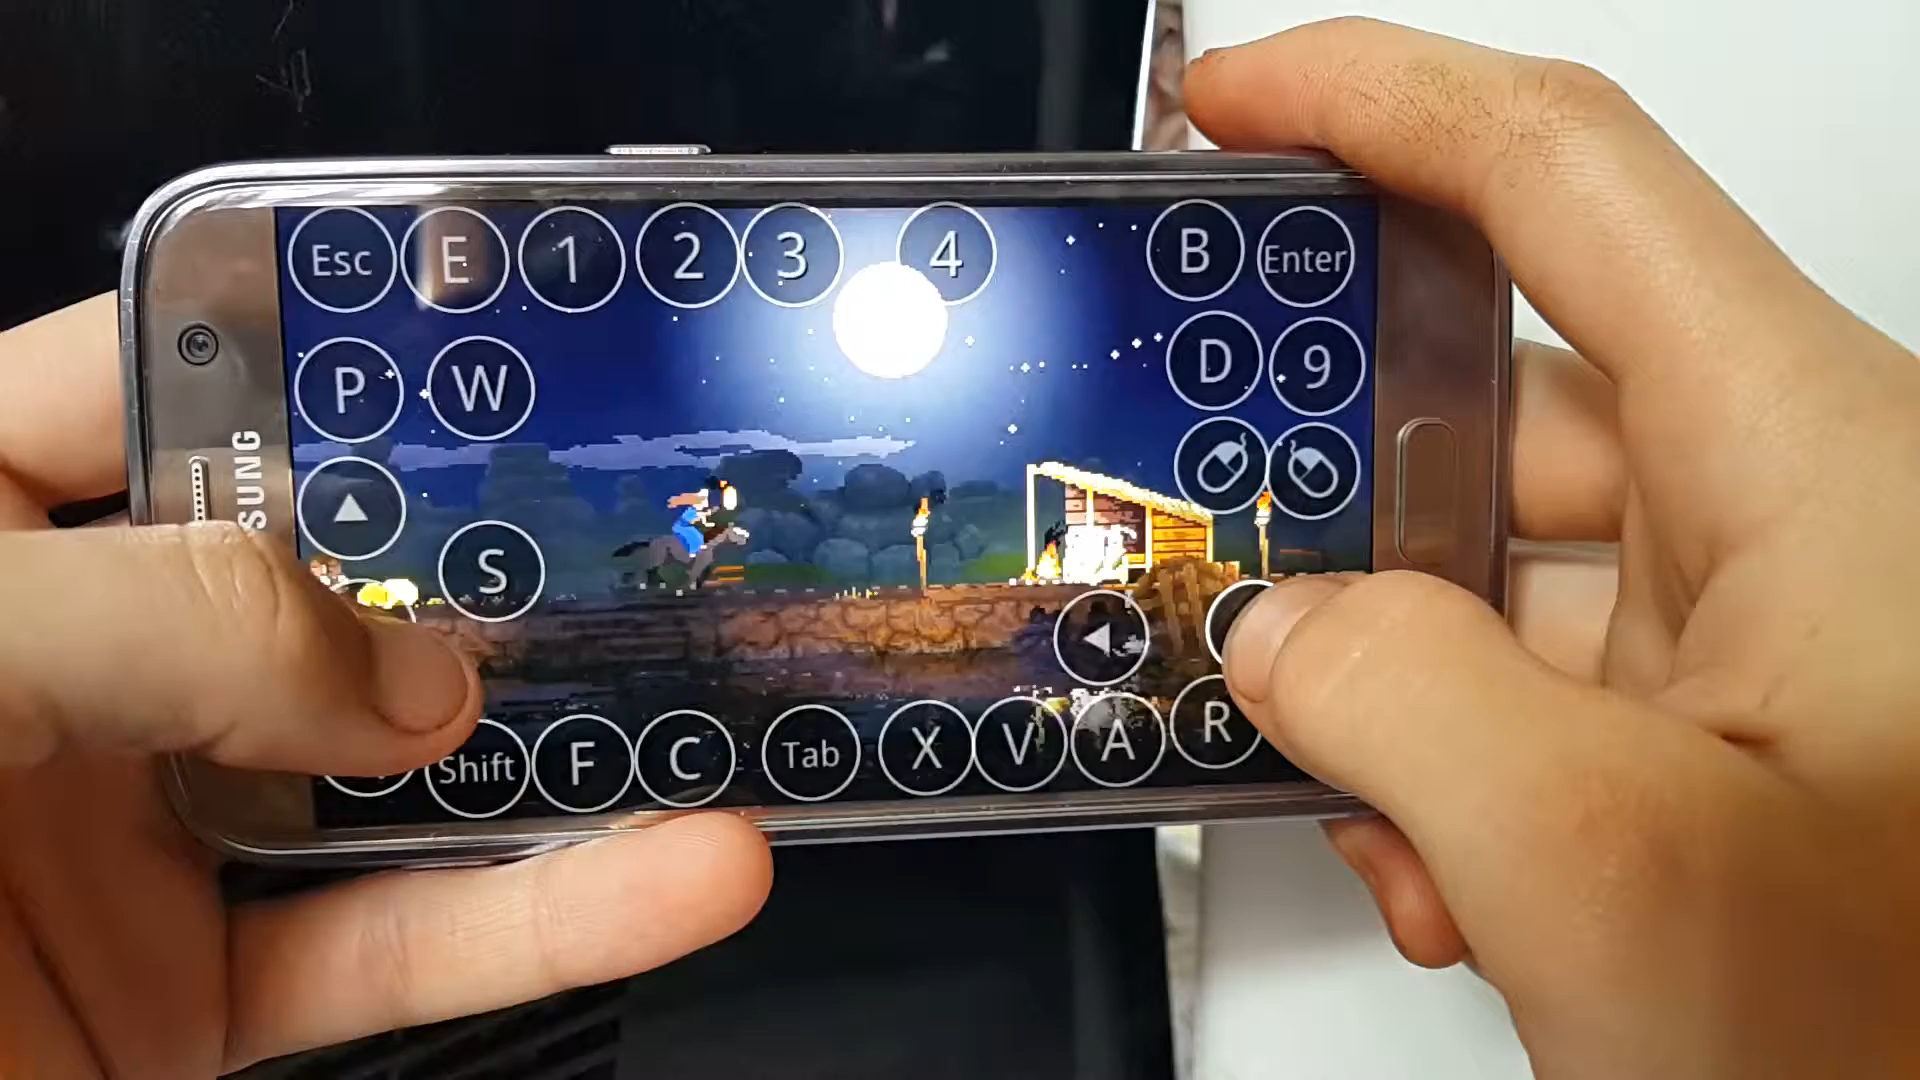 Esc E 1 2 3 4 B Enter
P W D 9
SUNG
S
Shift F C Tab X V A R